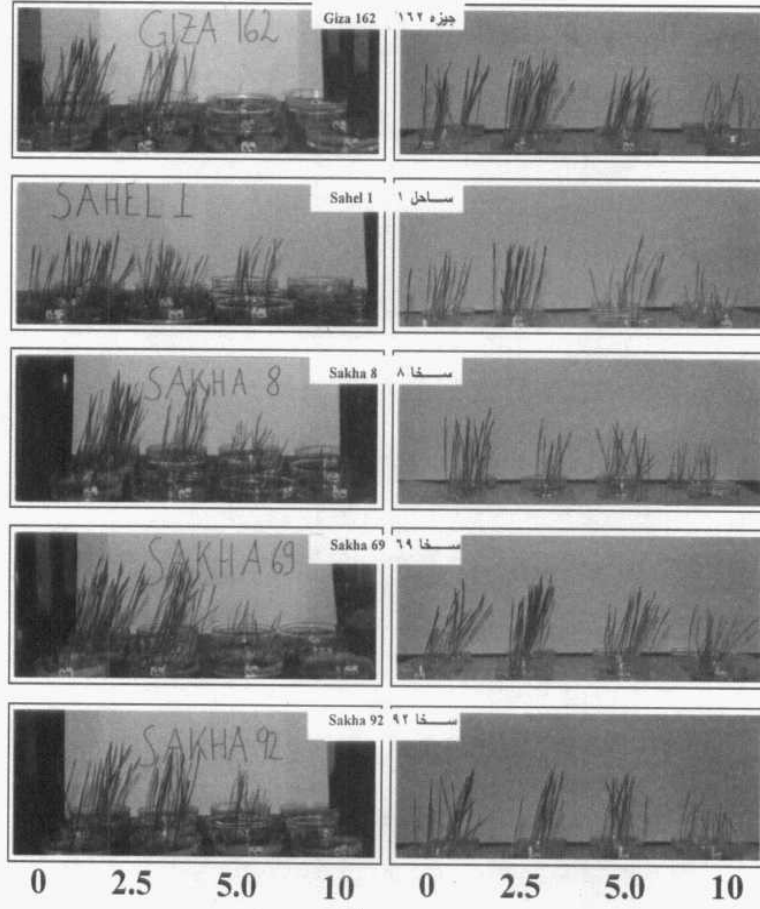 Giza 162 جيزه ١٦٢
GIZA 162
Sahel 1 ساحل ١
SAHEL 1
Sakha 8 سخا ٨
SAKHA 8
Sakha 69 سخا ٦٩
SAKHA 69
Sakha 92 سخا ٩٢
SAKHA 92
0 2.5 5.0 10 0 2.5 5.0 10